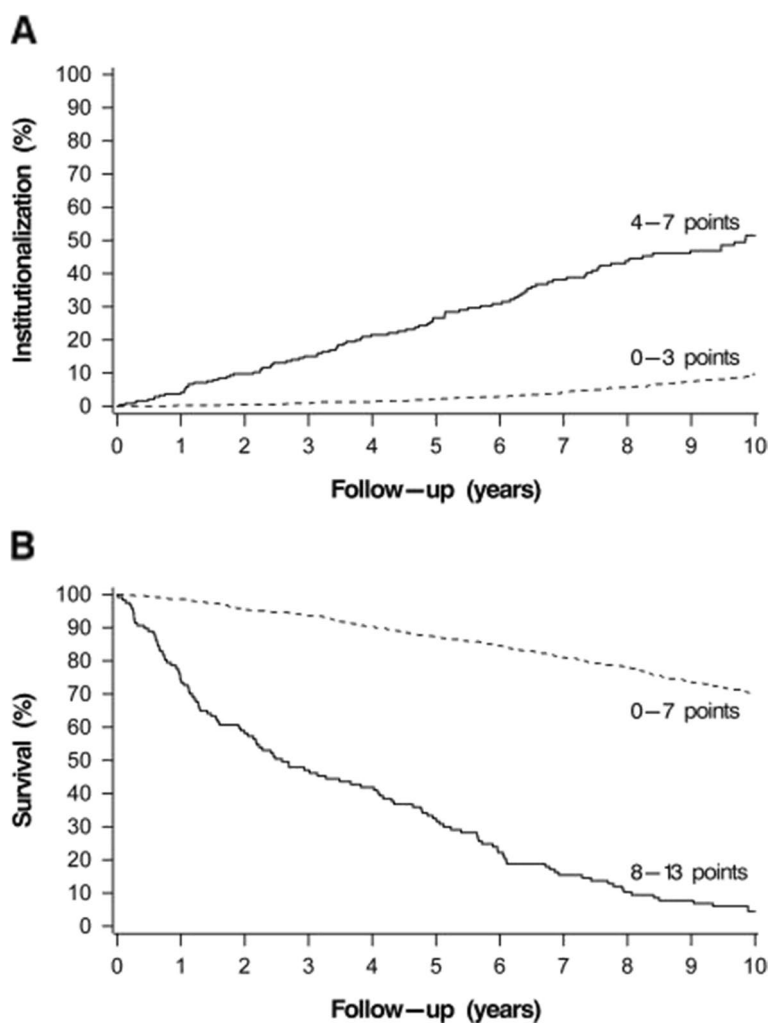 A
Institutionalization (%)
100
90
80
70
60
50
40
30
20
10
0
4–7 points
0–3 points
0 1 2 3 4 5 6 7 8 9 10
Follow–up (years)
B
Survival (%)
100
90
80
70
60
50
40
30
20
10
0
0–7 points
8–13 points
0 1 2 3 4 5 6 7 8 9 10
Follow–up (years)